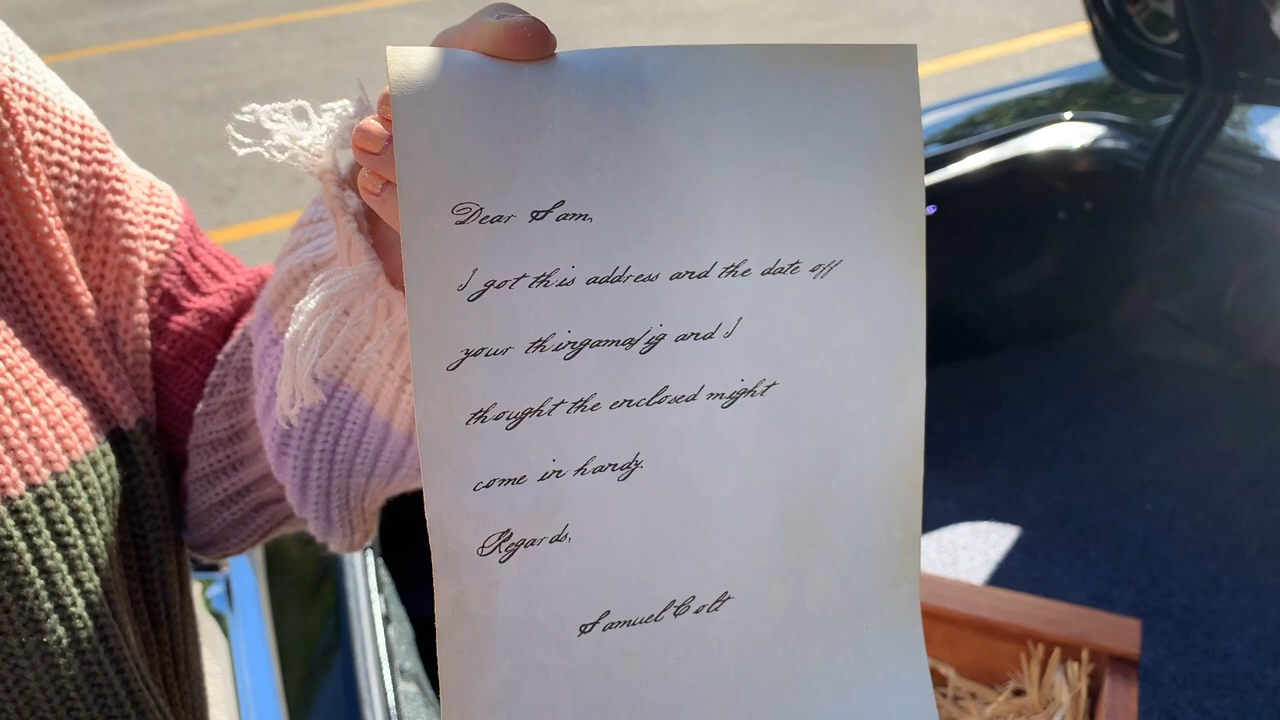 Dear Sam,
I got this address and the date off
your thingamajig and I
thought the enclosed might
come in handy.
Regards,
Samuel Colt